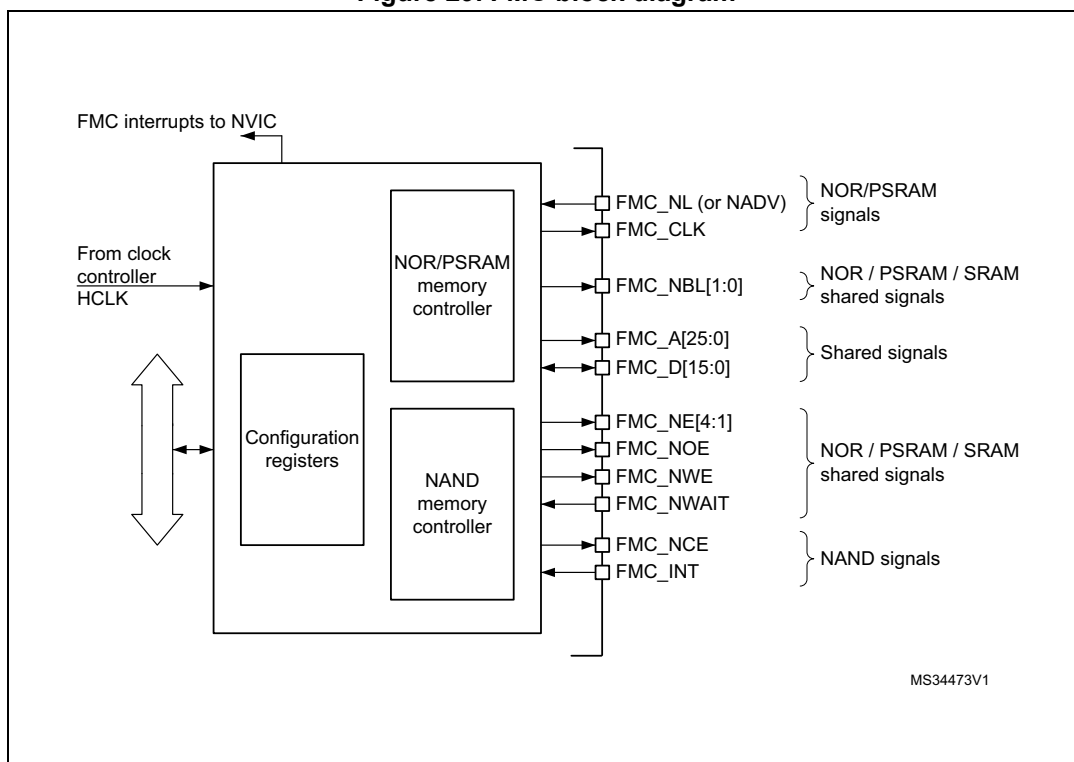 FMC interrupts to NVIC
From clock
controller
HCLK
Configuration
registers
NOR/PSRAM
memory
controller
NAND
memory
controller
FMC_NL (or NADV)
FMC_CLK
FMC_NBL[1:0]
FMC_A[25:0]
FMC_D[15:0]
FMC_NE[4:1]
FMC_NOE
FMC_NWE
FMC_NWAIT
FMC_NCE
FMC_INT
NOR/PSRAM
signals
NOR / PSRAM / SRAM
shared signals
Shared signals
NOR / PSRAM / SRAM
shared signals
NAND signals
MS34473V1